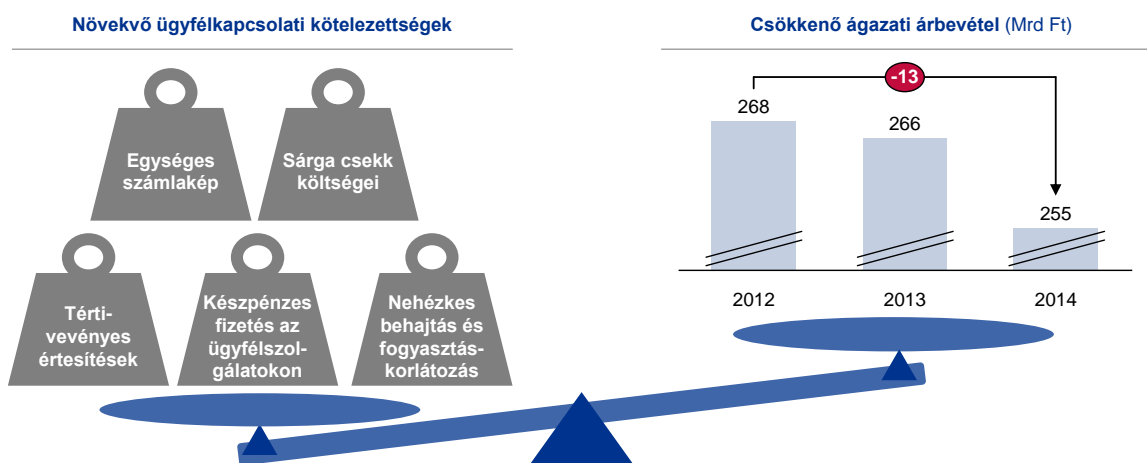 Növekvő ügyfélkapcsolati kötelezettségek
Egységes
számlakép
Sárga csekk
költségei
Térti-
vevényes
értesítések
Készpénzes
fizetés az
ügyfélszol-
gálatokon
Nehézkes
behajtás és
fogyasztás-
korlátozás
Csökkenő ágazati árbevétel (Mrd Ft)
-13
268
266
255
2012
2013
2014